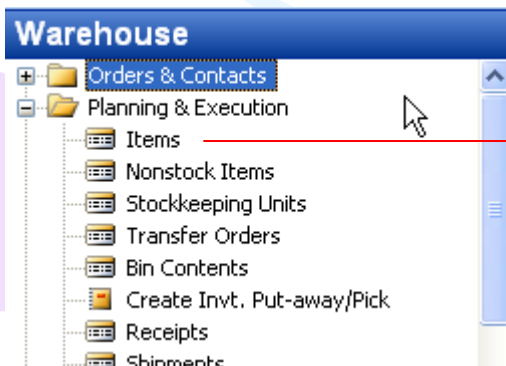 Warehouse
Orders & Contacts
Planning & Execution
Items
Nonstock Items
Stockkeeping Units
Transfer Orders
Bin Contents
Create Invt. Put-away/Pick
Receipts
Shipments